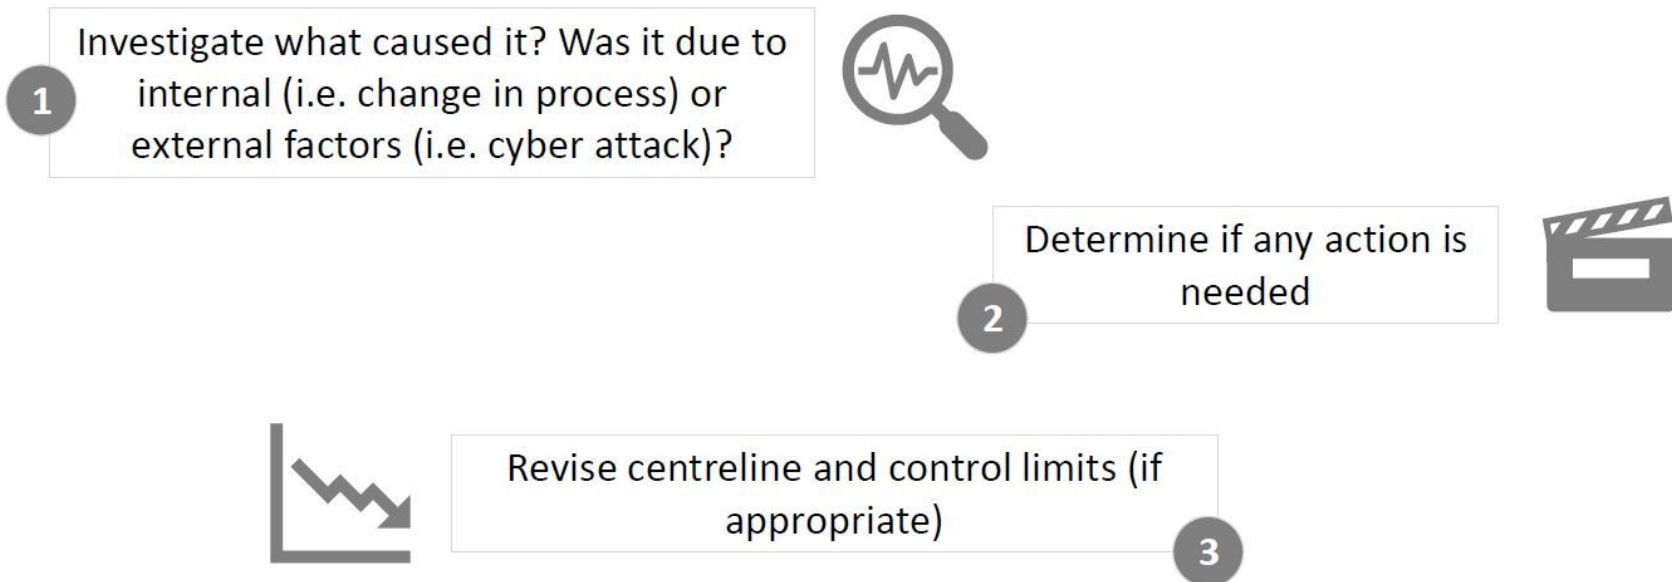 Investigate what caused it? Was it due to
1
internal (i.e. change in process) or
external factors (i.e. cyber attack)?
Determine if any action is
needed
2
Revise centreline and control limits (if
appropriate)
3